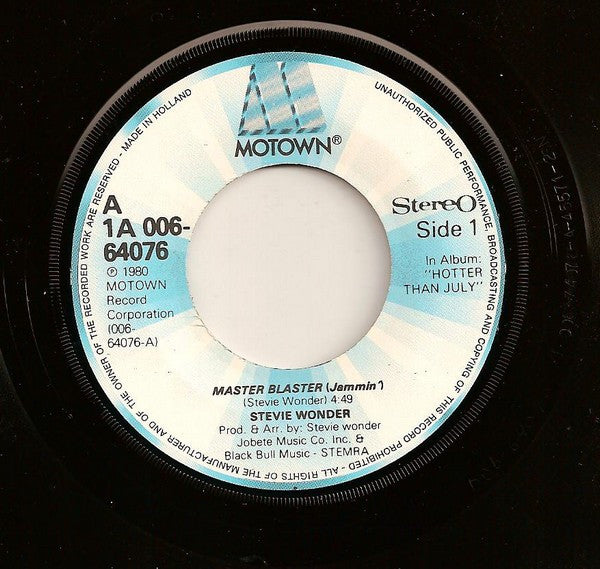 MOTOWN®
A
1A 006-
64076
℗ 1980
MOTOWN
Record
Corporation
(006-
64076-A)
Stereo
Side 1
In Album:
"HOTTER
THAN JULY"
MASTER BLASTER (Jammin')
(Stevie Wonder) 4:49
STEVIE WONDER
Prod. & Arr. by: Stevie wonder
Jobete Music Co. Inc. &
Black Bull Music - STEMRA
UNAUTHORIZED PUBLIC PERFORMANCE, BROADCASTING AND COPYING OF THIS RECORD PROHIBITED - ALL RIGHTS OF THE MANUFACTURER AND OF THE OWNER OF THE RECORDED WORK ARE RESERVED - MADE IN HOLLAND